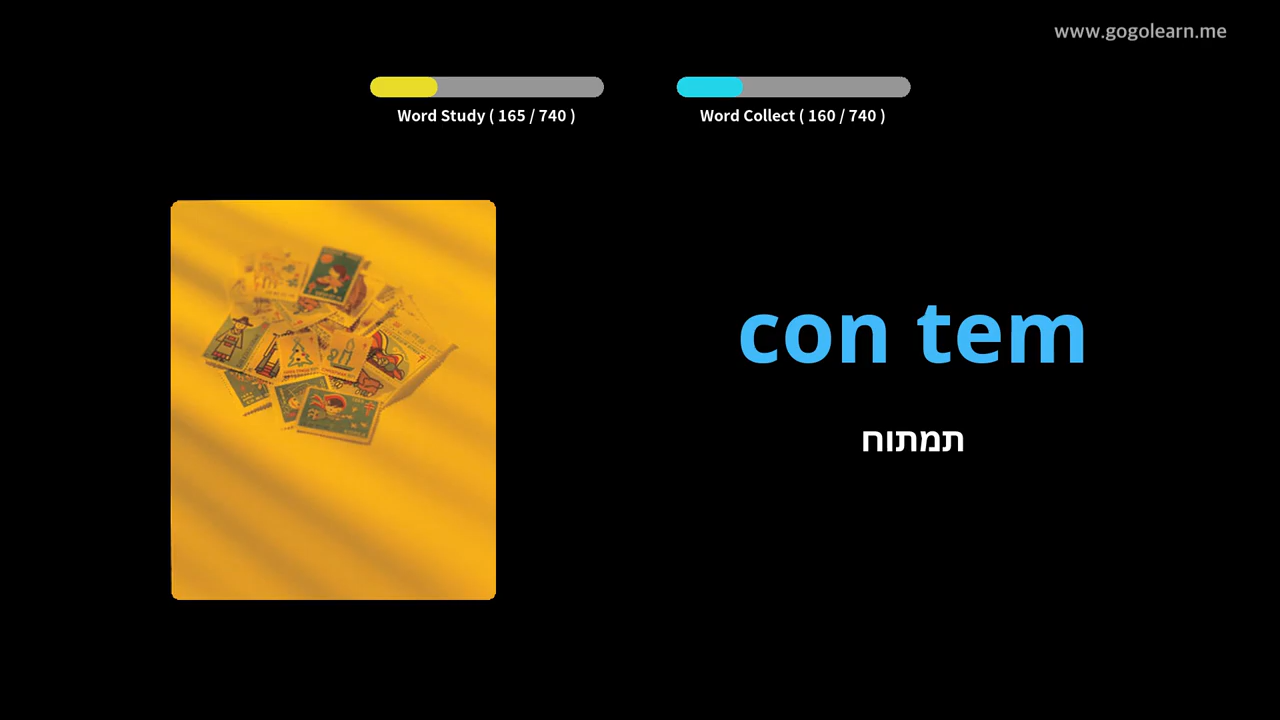 www.gogolearn.me
Word Study ( 165 / 740 )
Word Collect ( 160 / 740 )
con tem
תמתוח